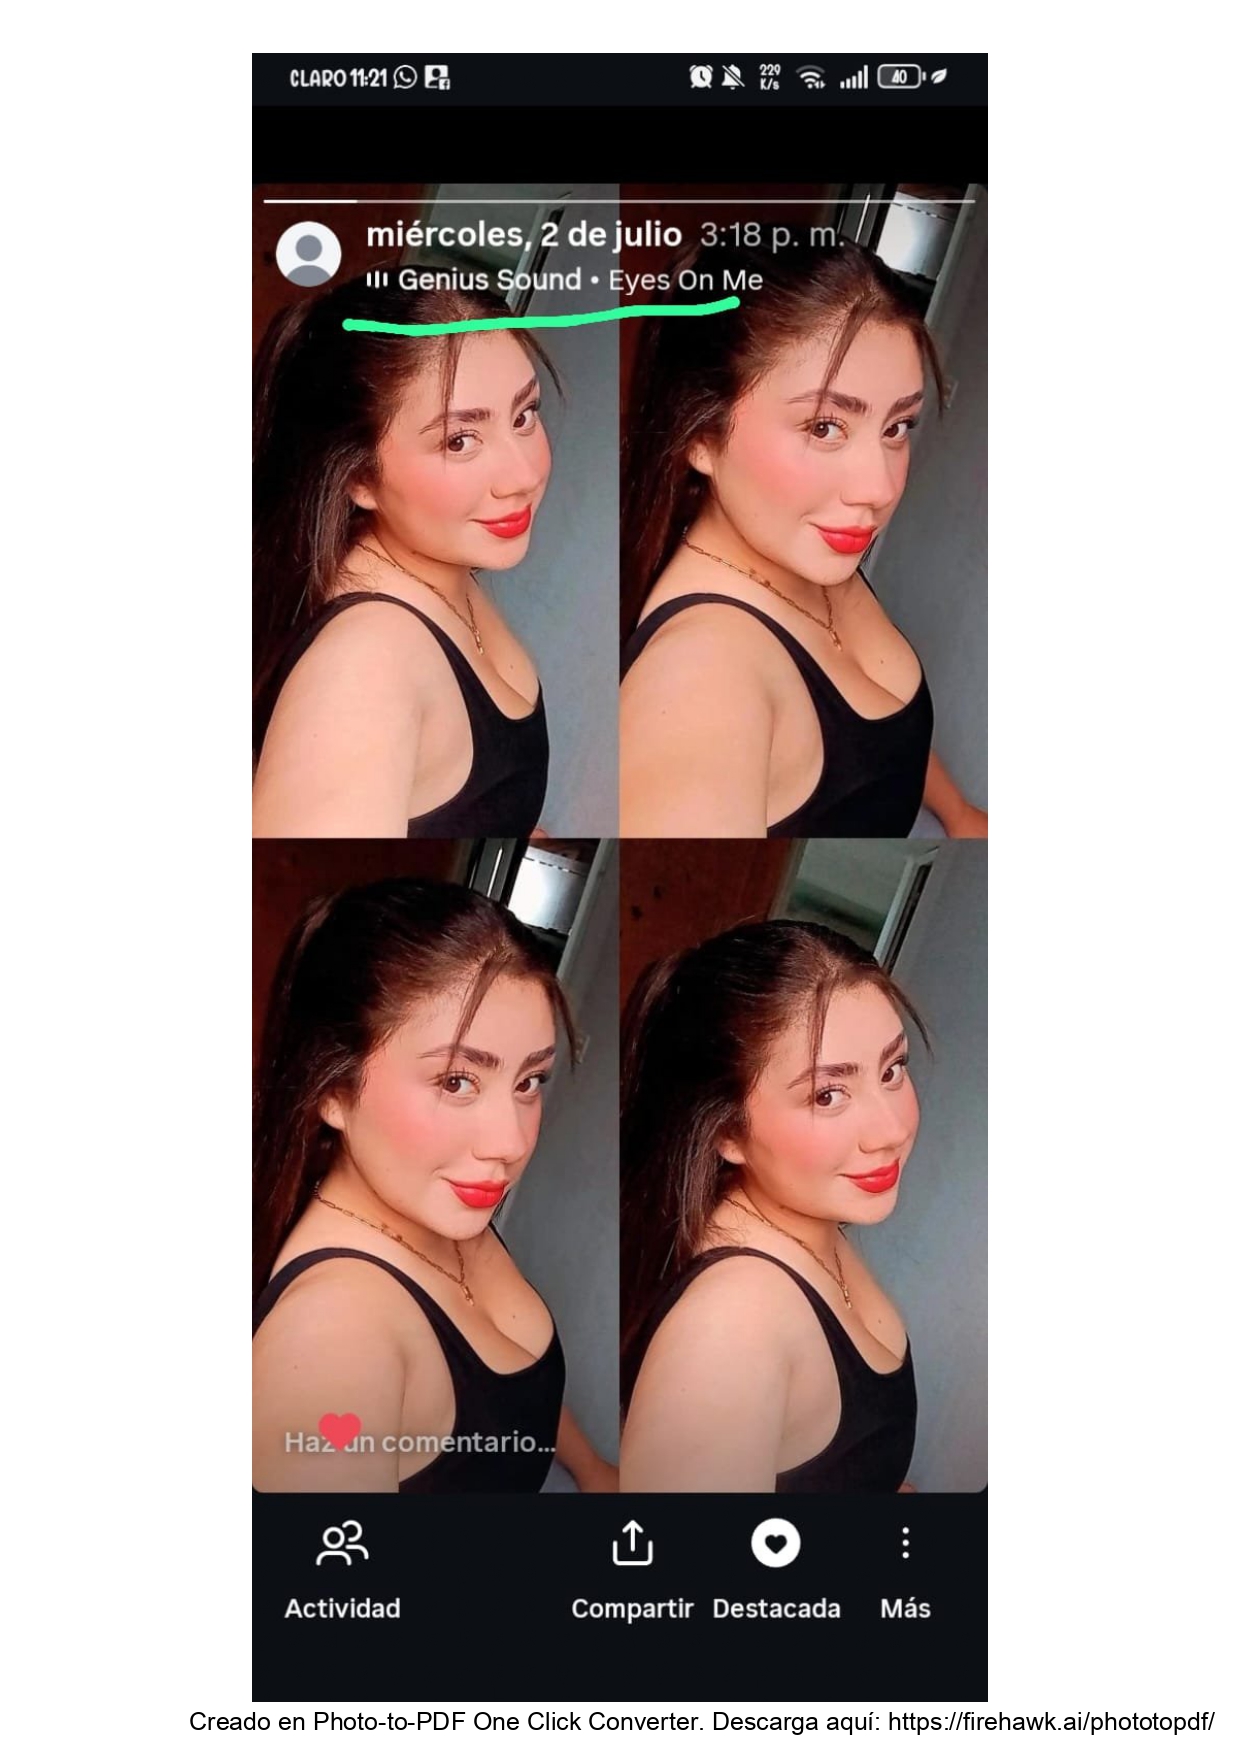 CLARO 11:21 229 K/s 40
miércoles, 2 de julio 3:18 p. m.
Genius Sound • Eyes On Me
Haz un comentario...
Actividad Compartir Destacada Más
Creado en Photo-to-PDF One Click Converter. Descarga aquí: https://firehawk.ai/phototopdf/